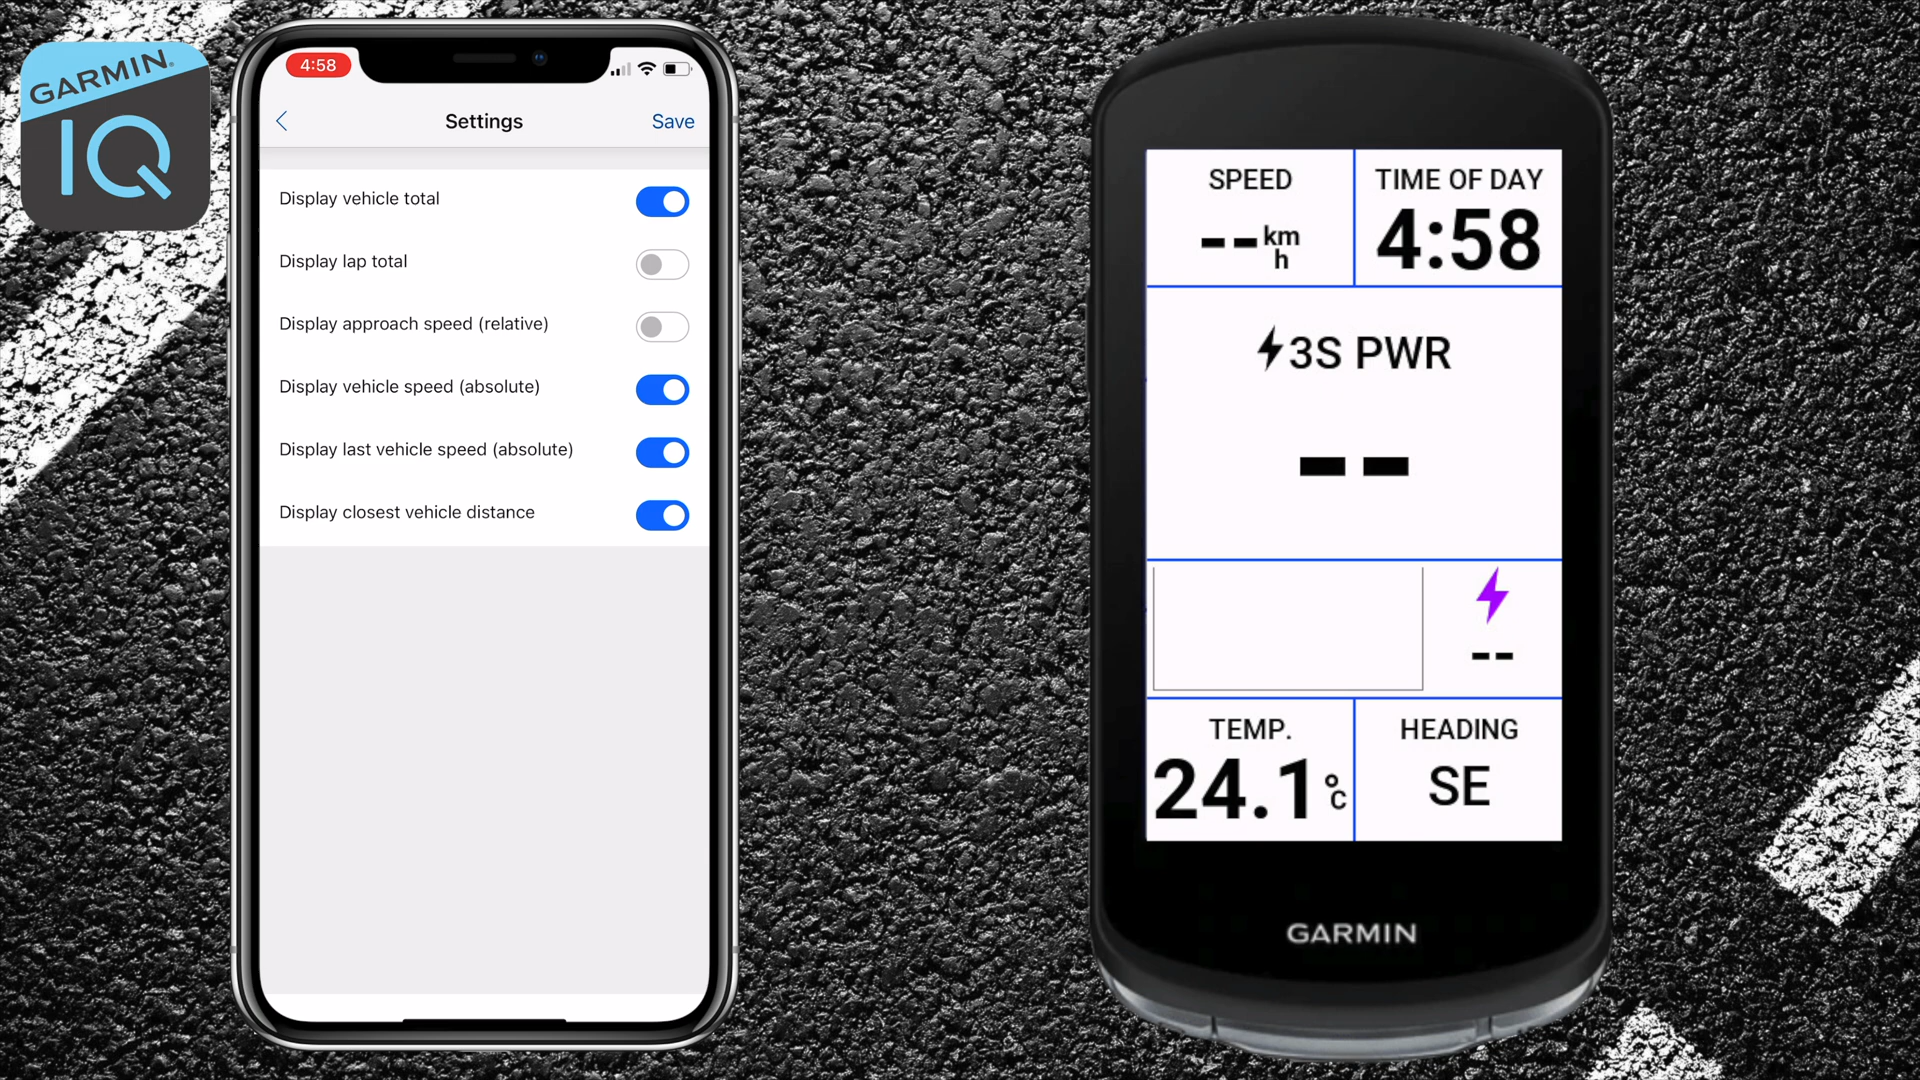 GARMIN.
IQ
4:58
Settings
Save
Display vehicle total
Display lap total
Display approach speed (relative)
Display vehicle speed (absolute)
Display last vehicle speed (absolute)
Display closest vehicle distance
SPEED
-- km
h
TIME OF DAY
4:58
3S PWR
--
--
TEMP.
24.1 °C
HEADING
SE
GARMIN